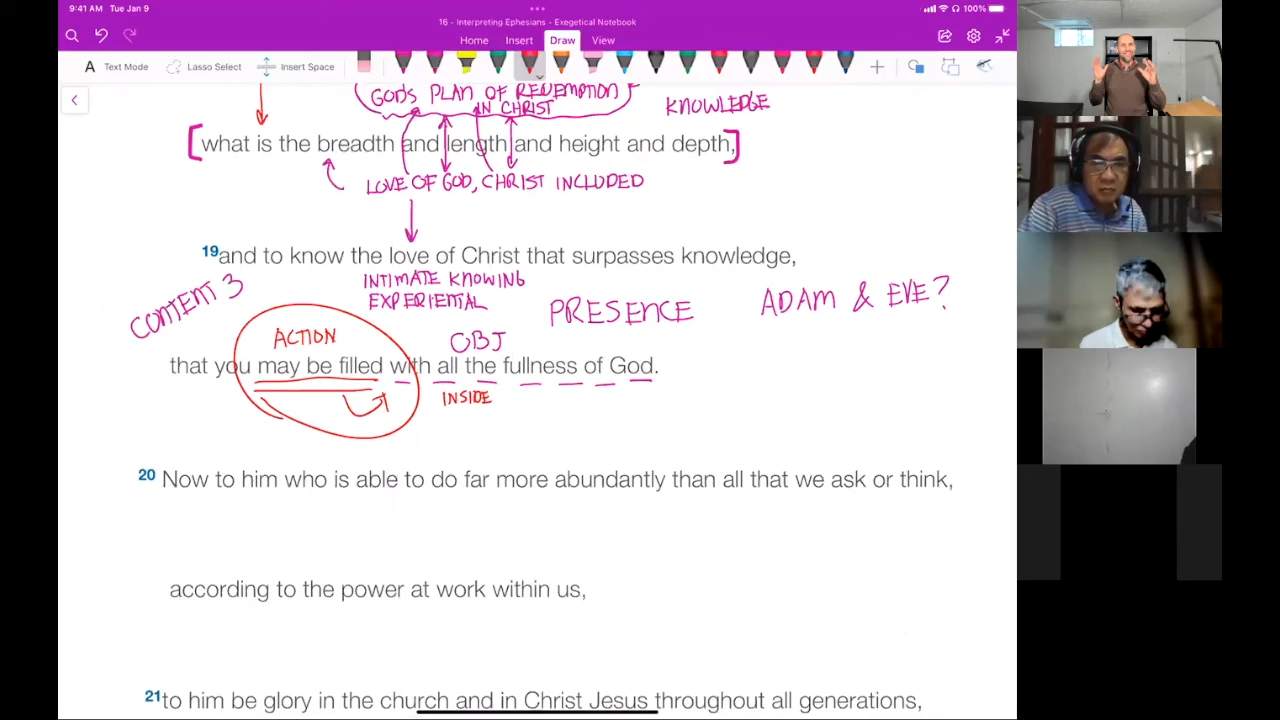 9:41 AM Tue Jan 9
100%
16 - Interpreting Ephesians - Exegetical Notebook
Home Insert Draw View
A Text Mode Lasso Select Insert Space
GOD'S PLAN OF REDEMPTION
IN CHRIST
KNOWLEDGE
[what is the breadth and length and height and depth,]
LOVE OF GOD, CHRIST INCLUDED
19and to know the love of Christ that surpasses knowledge,
INTIMATE KNOWING
EXPERIENTIAL
PRESENCE
ADAM & EVE?
CONTENT 3
ACTION
OBJ
that you may be filled with all the fullness of God.
INSIDE
20 Now to him who is able to do far more abundantly than all that we ask or think,
according to the power at work within us,
21to him be glory in the church and in Christ Jesus throughout all generations,